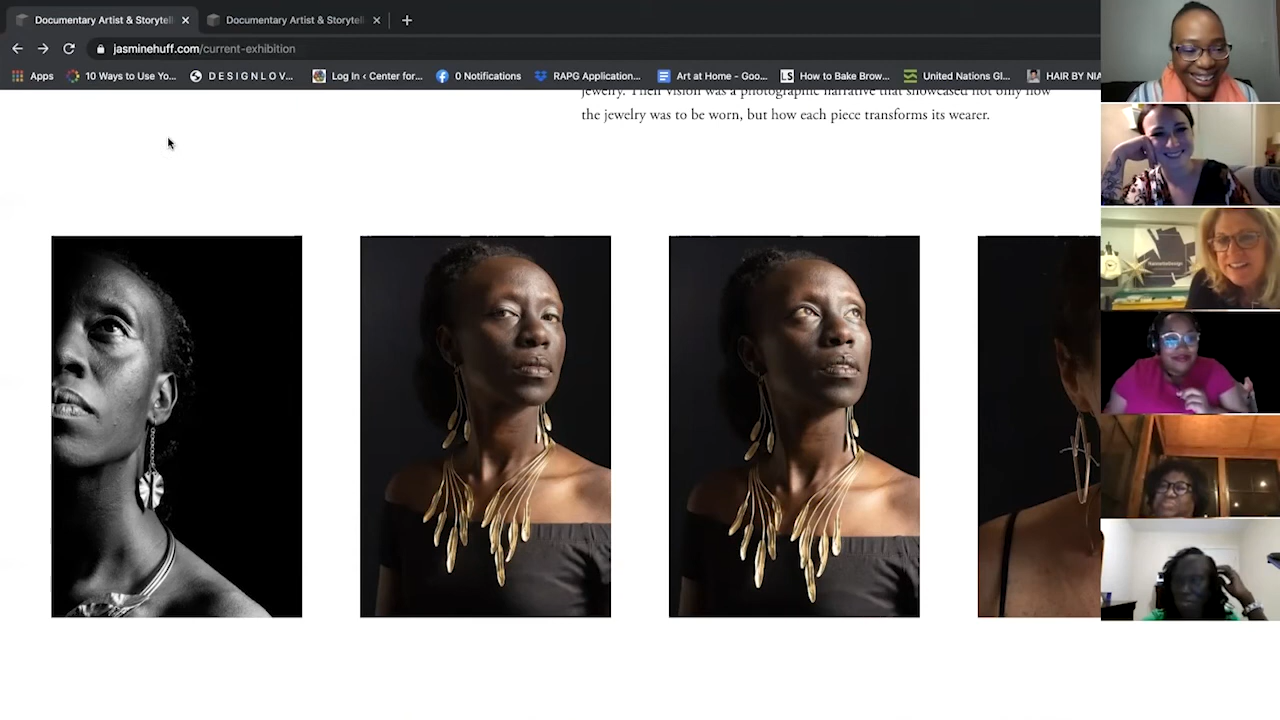 Documentary Artist & Storytell
Documentary Artist & Storytell
jasminehuff.com/current-exhibition
Apps
10 Ways to Use Yo...
D E S I G N L O V...
Log In ‹ Center for...
0 Notifications
RAPG Application...
Art at Home - Goo...
LS
How to Bake Brow...
United Nations Gl...
HAIR BY NIA
jewelry. Their vision was a photographic narrative that showcased not only how
the jewelry was to be worn, but how each piece transforms its wearer.